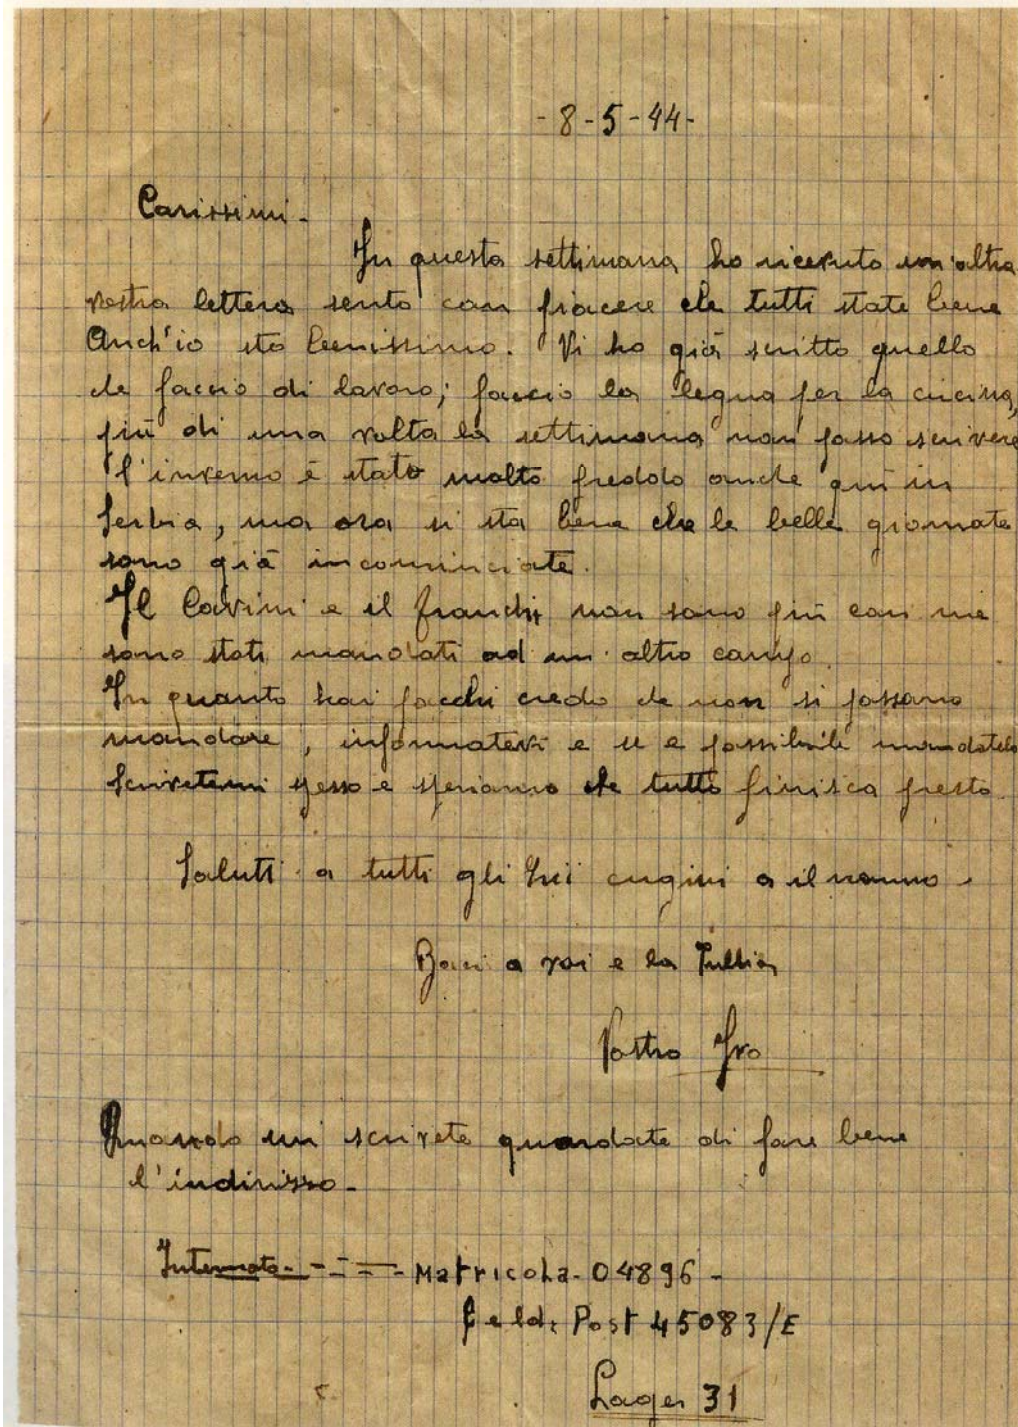 - 8 - 5 - 44 -
Carissimi -
In questa settimana ho ricevuto un'altra
vostra lettera sento con piacere che tutti state bene
Anch'io sto benissimo. Vi ho già scritto quello
che faccio di lavoro; faccio la legna per la cucina,
più di una volta la settimana non posso scrivere
l'inverno è stato molto freddo anche qui in
Serbia, ma ora si sta bene che le belle giornate
sono già incominciate.
Il Cavini e il Franchi non sono più con me
sono stati mandati ad un altro campo.
In quanto hai pacchi credo che non si possano
mandare, informatevi e se e possibile mandatelo
Scrivetemi spesso e speriamo che tutto finisca presto.
Saluti a tutti gli zii cugini a il nonno -
Baci a voi e la Tullia
Vostro Ivo
Quando mi scrivete guardate di fare bene
l'indirizzo -
Internato - - - = - Matricola - 04896 -
Feld: Post 45083/E
Lager 31